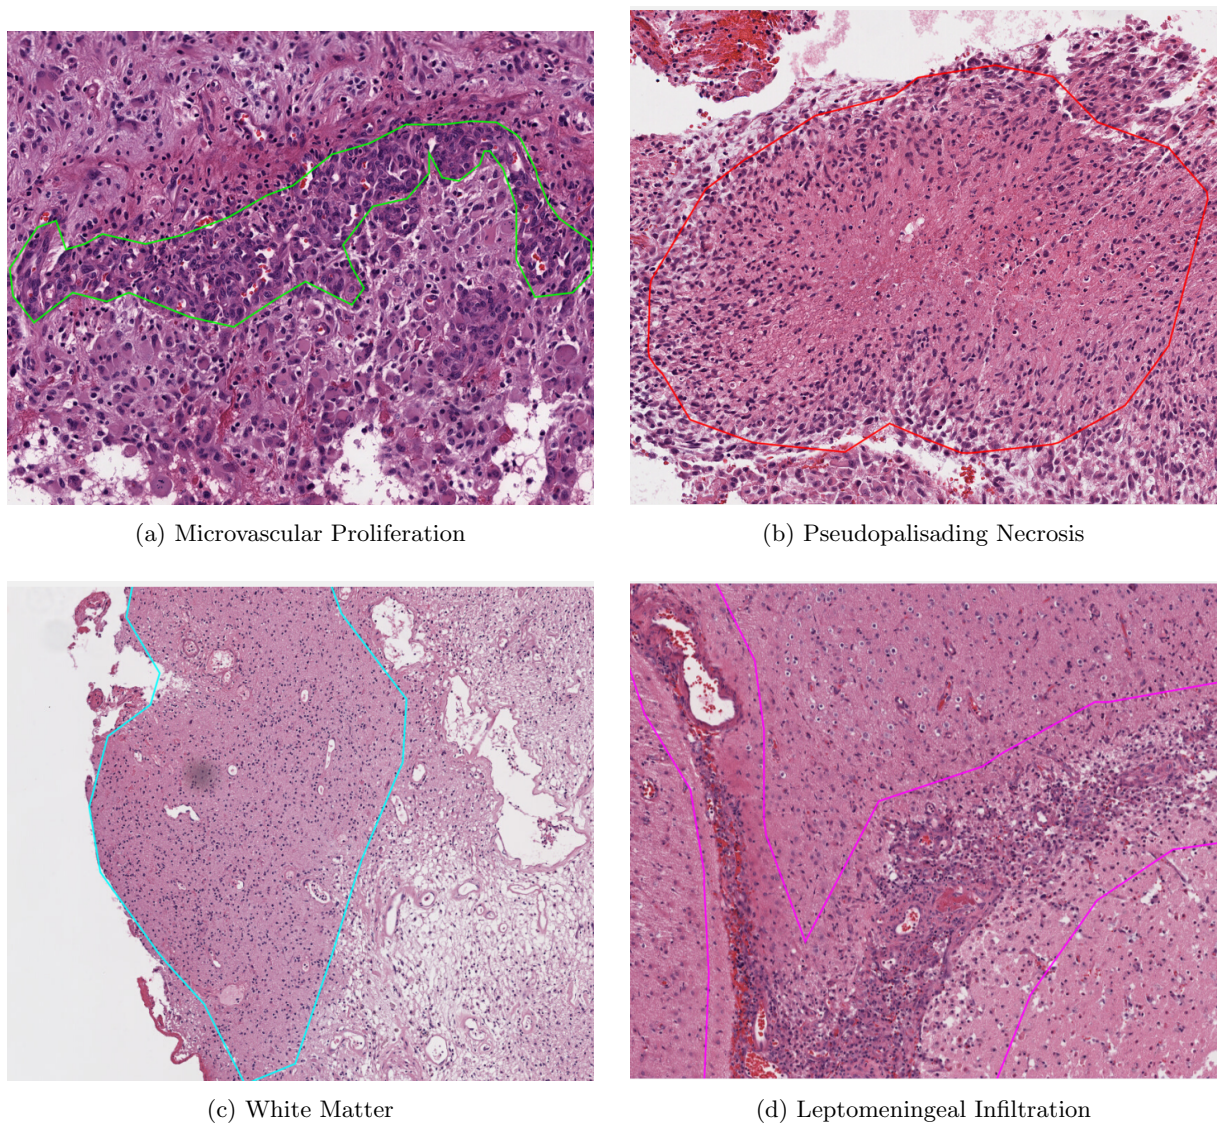 (a) Microvascular Proliferation
(b) Pseudopalisading Necrosis
(c) White Matter
(d) Leptomeningeal Infiltration